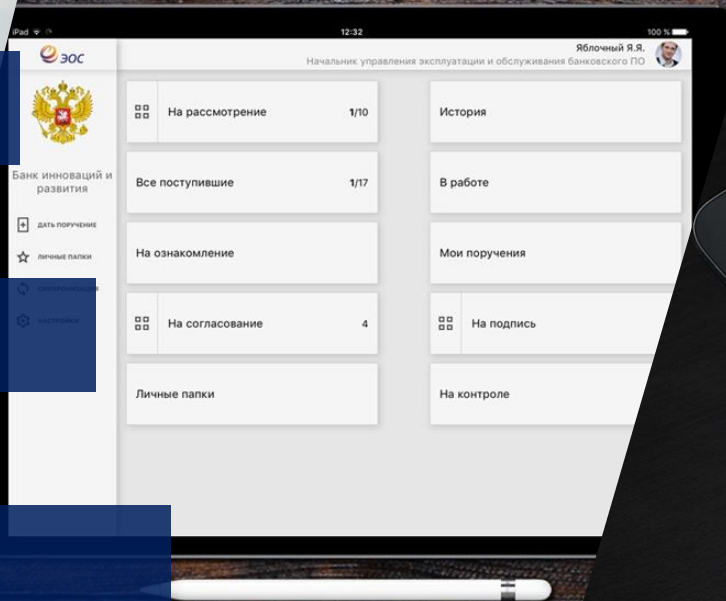 iPad
12:32
100 %
ЭОС
Яблочный Я.Я.
Начальник управления эксплуатации и обслуживания банковского ПО
Банк инноваций и
развития
ДАТЬ ПОРУЧЕНИЕ
ЛИЧНЫЕ ПАПКИ
СИНХРОНИЗАЦИЯ
НАСТРОЙКИ
На рассмотрение 1/10
История
Все поступившие 1/17
В работе
На ознакомление
Мои поручения
На согласование 4
На подпись
Личные папки
На контроле